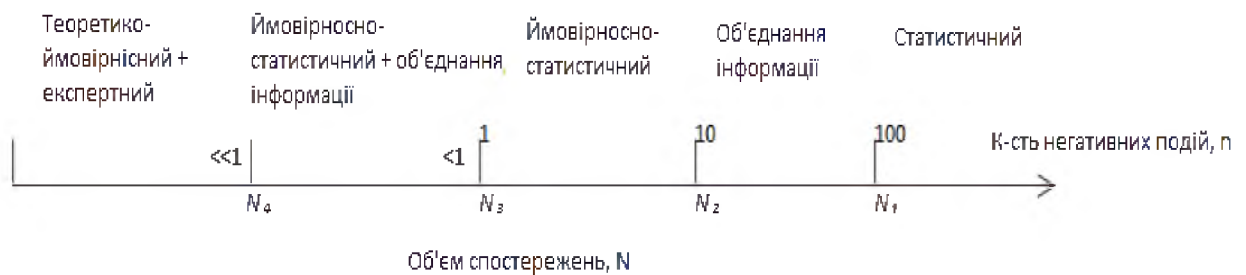 Теоретико-
ймовірнісний +
експертний
Ймовірносно-
статистичний + об'єднання
інформації
Ймовірносно-
статистичний
Об'єднання
інформації
Статистичний
<<1
<1
1
10
100
К-сть негативних подій, n
N₄
N₃
N₂
N₁
Об'єм спостережень, N